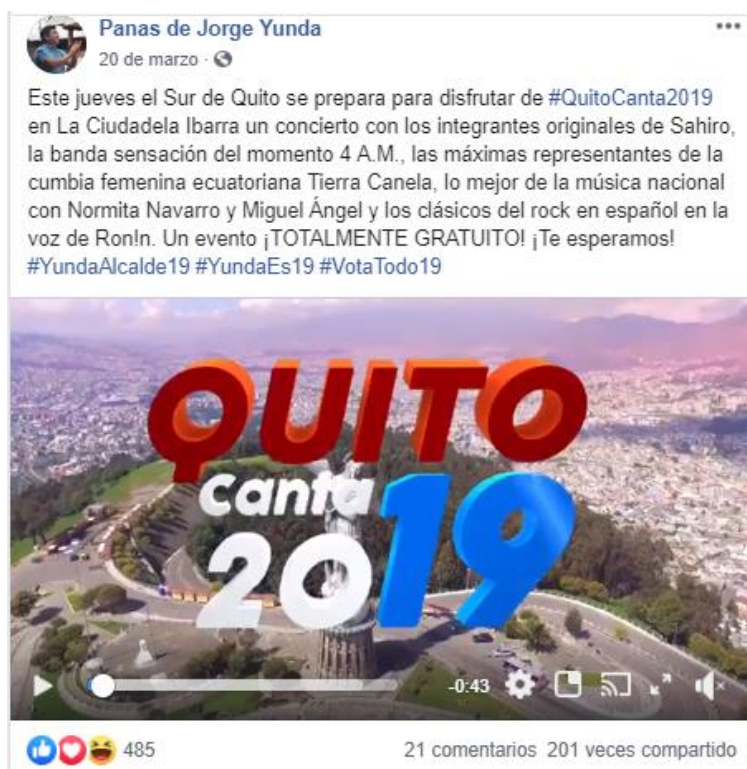 Panas de Jorge Yunda
20 de marzo ·
Este jueves el Sur de Quito se prepara para disfrutar de #QuitoCanta2019
en La Ciudadela Ibarra un concierto con los integrantes originales de Sahiro,
la banda sensación del momento 4 A.M., las máximas representantes de la
cumbia femenina ecuatoriana Tierra Canela, lo mejor de la música nacional
con Normita Navarro y Miguel Ángel y los clásicos del rock en español en la
voz de Ron!n. Un evento ¡TOTALMENTE GRATUITO! ¡Te esperamos!
#YundaAlcalde19 #YundaEs19 #VotaTodo19
QUITO
Canta
2019
-0:43
485
21 comentarios 201 veces compartido